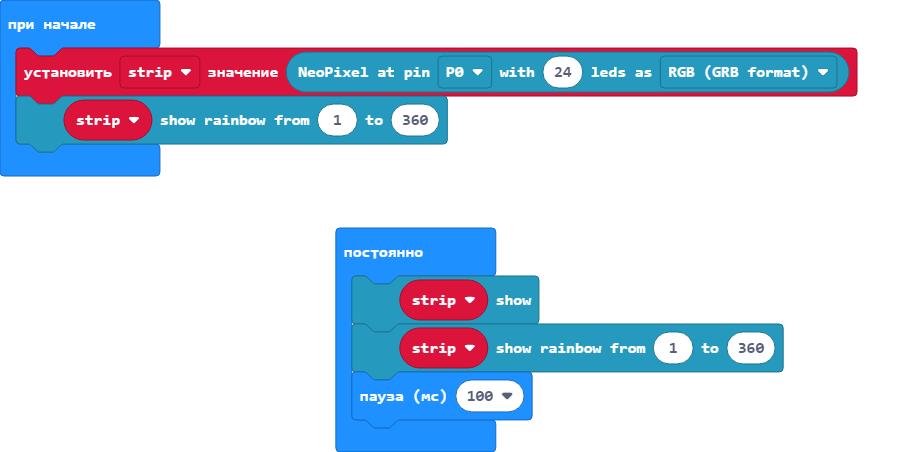 при начале
установить strip значение NeoPixel at pin P0 with 24 leds as RGB (GRB format)
strip show rainbow from 1 to 360
постоянно
strip show
strip show rainbow from 1 to 360
пауза (мс) 100